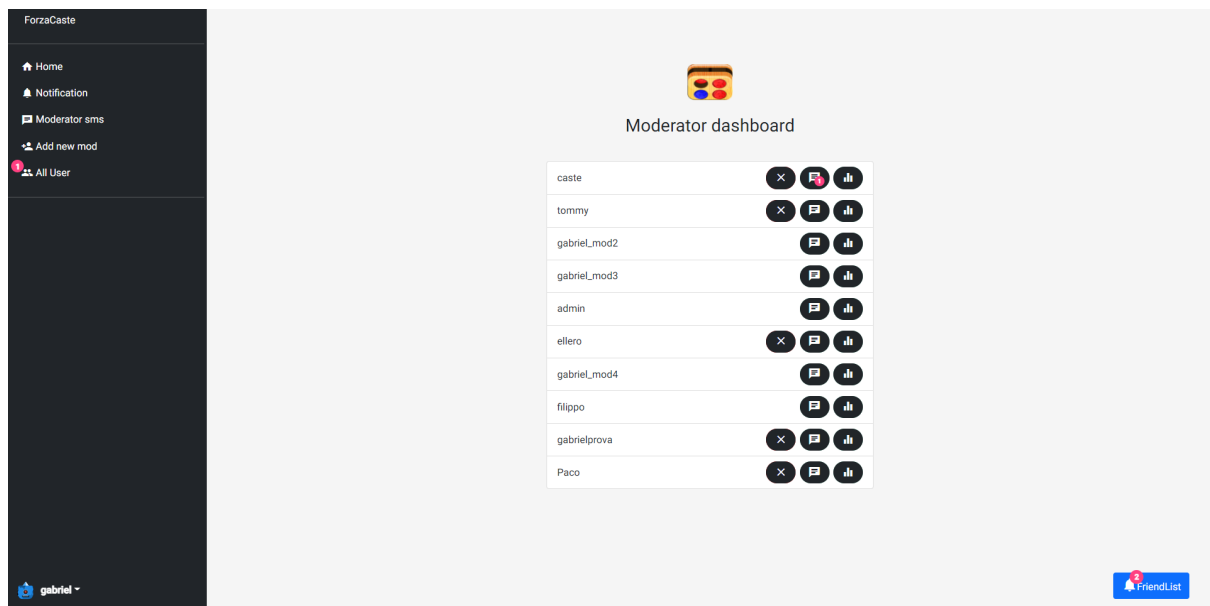 ForzaCaste
Home
Notification
Moderator sms
Add new mod
1
All User
gabriel
Moderator dashboard
caste
1
tommy
gabriel_mod2
gabriel_mod3
admin
ellero
gabriel_mod4
filippo
gabrielprova
Paco
2
FriendList